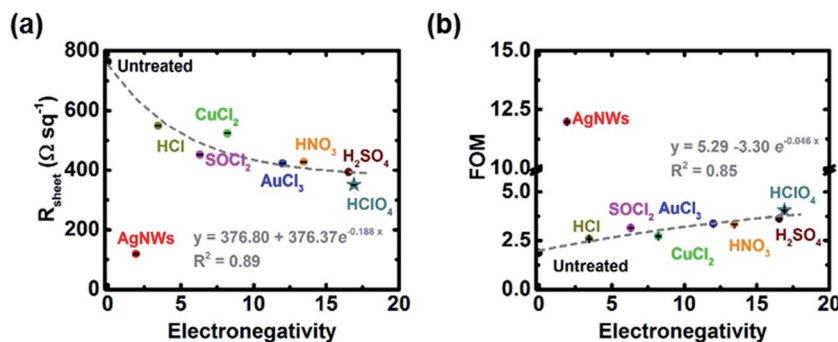 (a)
800
600
400
200
0
R_sheet (Ω sq⁻¹)
Untreated
CuCl₂
HCl
SOCl₂
HNO₃
H₂SO₄
AuCl₃
HClO₄
AgNWs
y = 376.80 + 376.37e^-0.188 x
R² = 0.89
0 5 10 15 20
Electronegativity
(b)
15.0
12.5
10.0
5.0
2.5
0.0
FOM
AgNWs
y = 5.29 -3.30 e^-0.046 x
R² = 0.85
HClO₄
HCl
SOCl₂
AuCl₃
H₂SO₄
HNO₃
CuCl₂
Untreated
0 5 10 15 20
Electronegativity